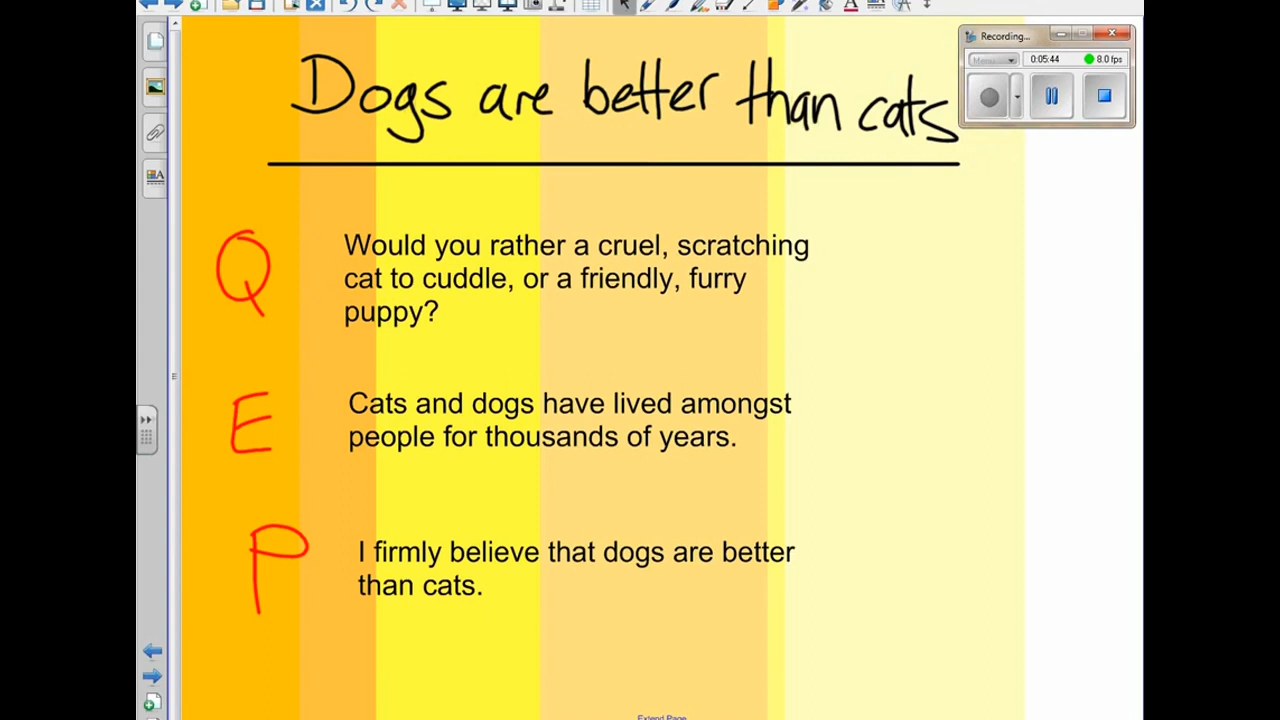 Recording...
Menu
0:05:44
8.0 fps
Dogs are better than cats
Q
Would you rather a cruel, scratching
cat to cuddle, or a friendly, furry
puppy?
E
Cats and dogs have lived amongst
people for thousands of years.
P
I firmly believe that dogs are better
than cats.
Extend Page